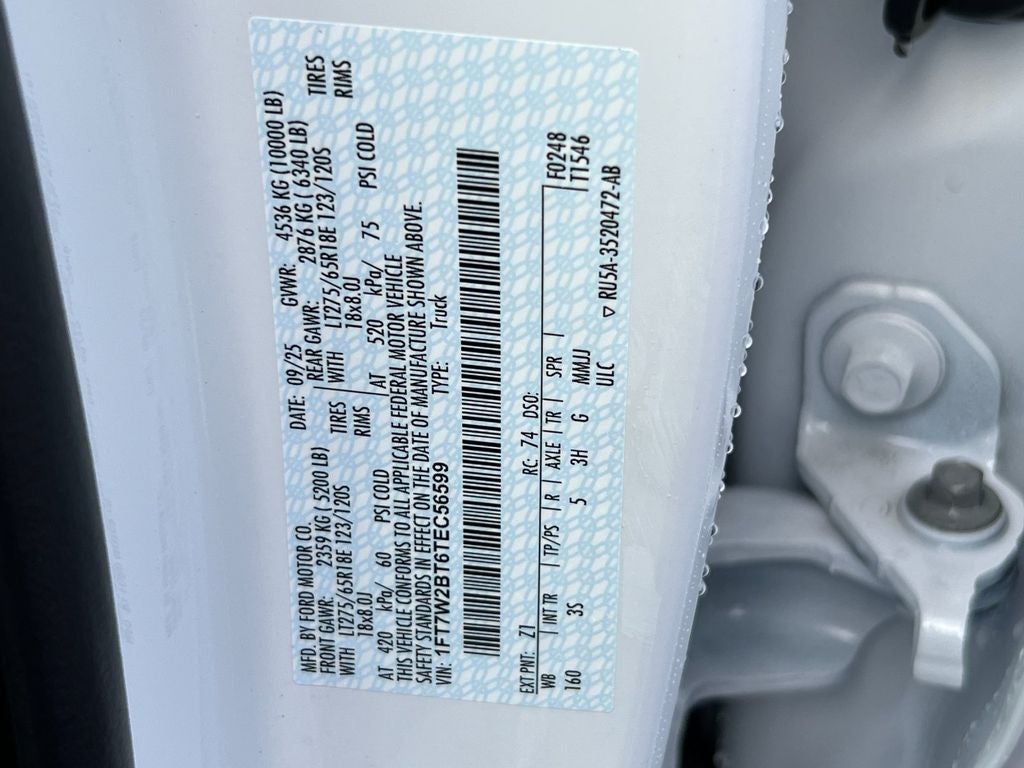 MFD. BY FORD MOTOR CO.
DATE: 09/25 GVWR: 4536 KG (10000 LB)
FRONT GAWR: 2359 KG ( 5200 LB) REAR GAWR: 2876 KG ( 6340 LB)
WITH LT275/65R18E 123/120S TIRES WITH LT275/65R18E 123/120S TIRES
18x8.0J RIMS 18x8.0J RIMS
AT 420 kPa/ 60 PSI COLD AT 520 kPa/ 75 PSI COLD
THIS VEHICLE CONFORMS TO ALL APPLICABLE FEDERAL MOTOR VEHICLE
SAFETY STANDARDS IN EFFECT ON THE DATE OF MANUFACTURE SHOWN ABOVE.
VIN: 1FT7W2BT6TEC56599 TYPE: Truck
F0248
EXT PNT: Z1 RC: 74 DSO: T1546
WB INT TR TP/PS R AXLE TR SPR
160 3S 5 3H G MMJJ
ULC
▽ RU5A-3520472-AB